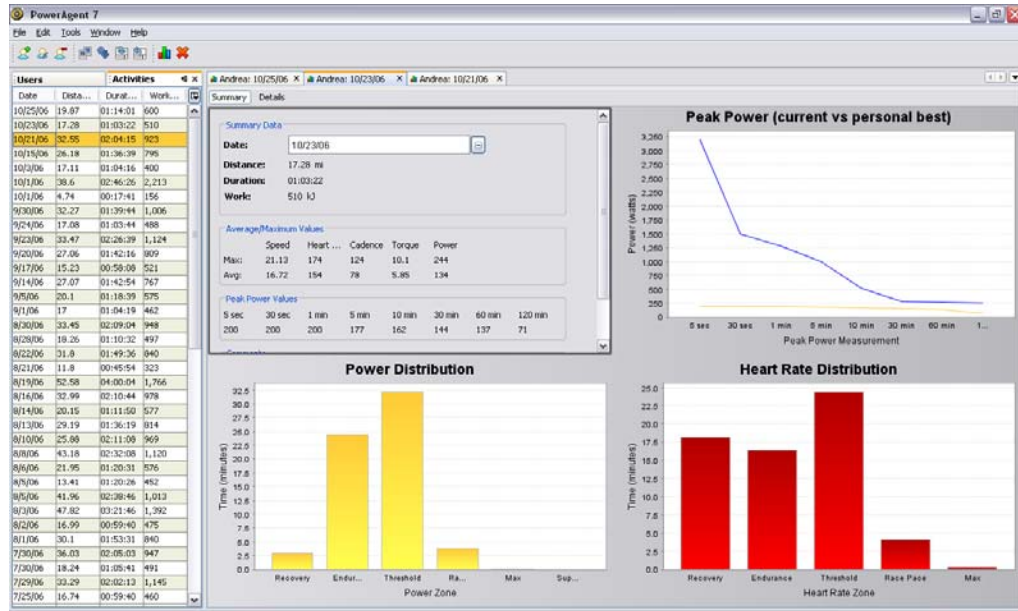 PowerAgent 7
File Edit Tools Window Help
Users Activities
Date Dista... Durat... Work...
10/25/06 19.87 01:14:01 600
10/23/06 17.28 01:03:22 510
10/21/06 32.55 02:04:15 923
10/15/06 26.18 01:36:39 795
10/3/06 17.11 01:04:16 400
10/1/06 38.6 02:46:26 2,213
10/1/06 4.74 00:17:41 156
9/30/06 32.27 01:39:44 1,006
9/24/06 17.08 01:03:44 488
9/23/06 33.47 02:26:39 1,124
9/20/06 27.06 01:42:16 809
9/17/06 15.23 00:58:08 521
9/14/06 27.07 01:42:54 767
9/5/06 20.1 01:18:39 575
9/1/06 17 01:04:19 462
8/30/06 33.45 02:09:04 948
8/28/06 18.26 01:10:32 497
8/22/06 31.8 01:49:36 840
8/21/06 11.8 00:45:54 323
8/19/06 52.58 04:00:04 1,766
8/16/06 32.99 02:10:44 978
8/14/06 20.15 01:11:50 577
8/13/06 29.19 01:36:19 814
8/10/06 25.88 02:11:08 969
8/8/06 43.18 02:32:08 1,120
8/6/06 21.95 01:20:31 576
8/5/06 13.41 01:20:26 452
8/5/06 41.96 02:38:46 1,013
8/3/06 47.82 03:21:46 1,392
8/2/06 16.99 00:59:40 475
8/1/06 30.1 01:53:31 840
7/30/06 36.03 02:05:03 947
7/30/06 18.24 01:05:41 491
7/29/06 33.29 02:02:13 1,145
7/25/06 16.74 00:59:40 460
Andrea: 10/25/06 Andrea: 10/23/06 Andrea: 10/21/06
Summary Details
Summary Data
Date: 10/23/06
Distance: 17.28 mi
Duration: 01:03:22
Work: 510 kJ
Average/Maximum Values
Speed Heart ... Cadence Torque Power
Max: 21.13 174 124 10.1 244
Avg: 16.72 154 78 5.85 134
Peak Power Values
5 sec 30 sec 1 min 5 min 10 min 30 min 60 min 120 min
200 200 200 177 162 144 137 71
Comments
Peak Power (current vs personal best)
Power (watts)
3,250
3,000
2,750
2,500
2,250
2,000
1,750
1,500
1,250
1,000
750
500
250
0
5 sec 30 sec 1 min 5 min 10 min 30 min 60 min 1...
Peak Power Measurement
Power Distribution
Time (minutes)
32.5
30.0
27.5
25.0
22.5
20.0
17.5
15.0
12.5
10.0
7.5
5.0
2.5
0.0
Recovery Endur... Threshold Ra... Max Sup...
Power Zone
Heart Rate Distribution
Time (minutes)
25.0
22.5
20.0
17.5
15.0
12.5
10.0
7.5
5.0
2.5
0.0
Recovery Endurance Threshold Race Pace Max
Heart Rate Zone